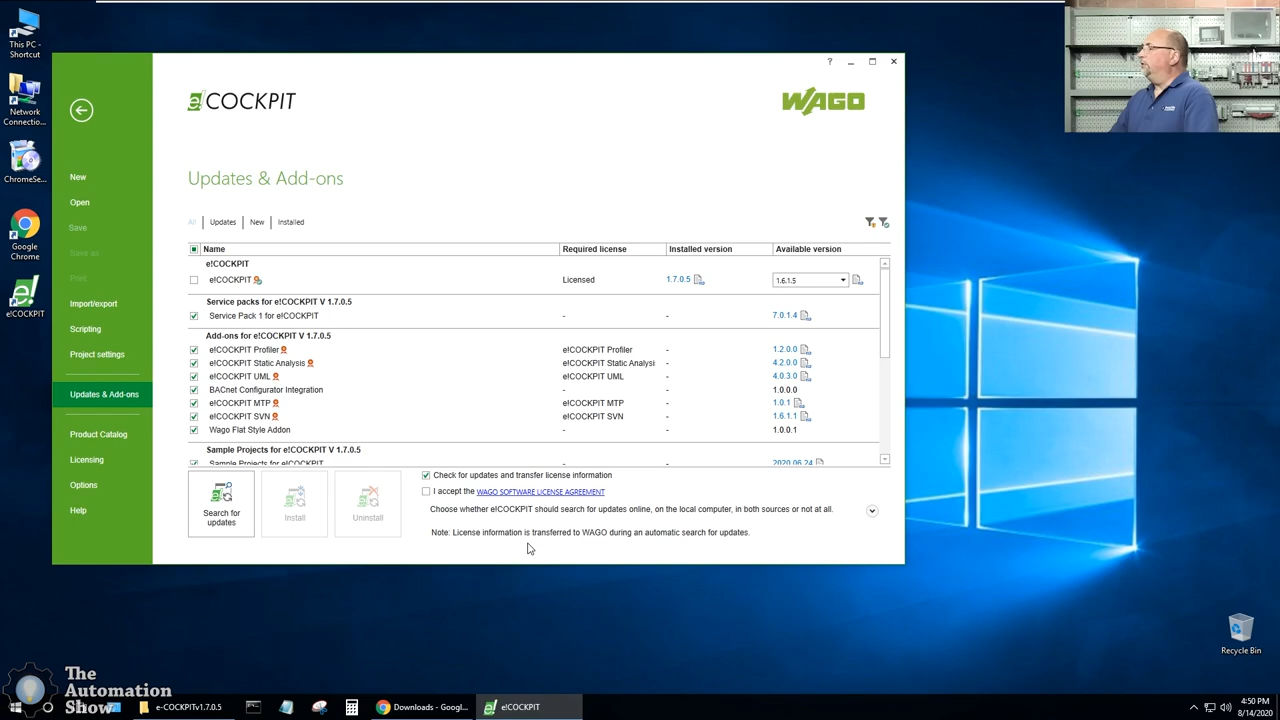 This PC -
Shortcut
Network
Connectio...
ChromeSe...
Google
Chrome
e!COCKPIT
e!COCKPIT
WAGO
New
Open
Save
Save as
Print
Import/export
Scripting
Project settings
Updates & Add-ons
Product Catalog
Licensing
Options
Help
Updates & Add-ons
All Updates New Installed
Name Required license Installed version Available version
e!COCKPIT
e!COCKPIT Licensed 1.7.0.5 1.6.1.5
Service packs for e!COCKPIT V 1.7.0.5
Service Pack 1 for e!COCKPIT - 7.0.1.4
Add-ons for e!COCKPIT V 1.7.0.5
e!COCKPIT Profiler e!COCKPIT Profiler - 1.2.0.0
e!COCKPIT Static Analysis e!COCKPIT Static Analysi - 4.2.0.0
e!COCKPIT UML e!COCKPIT UML - 4.0.3.0
BACnet Configurator Integration - - 1.0.0.0
e!COCKPIT MTP e!COCKPIT MTP - 1.0.1
e!COCKPIT SVN e!COCKPIT SVN - 1.6.1.1
Wago Flat Style Addon - - 1.0.0.1
Sample Projects for e!COCKPIT V 1.7.0.5
Sample Projects for e!COCKPIT 2020.06.24
Search for
updates
Install
Uninstall
Check for updates and transfer license information
I accept the WAGO SOFTWARE LICENSE AGREEMENT
Choose whether e!COCKPIT should search for updates online, on the local computer, in both sources or not at all.
Note: License information is transferred to WAGO during an automatic search for updates.
Recycle Bin
The
Automation
Show
e-COCKPITv1.7.0.5
Downloads - Googl...
e!COCKPIT
4:50 PM
8/14/2020